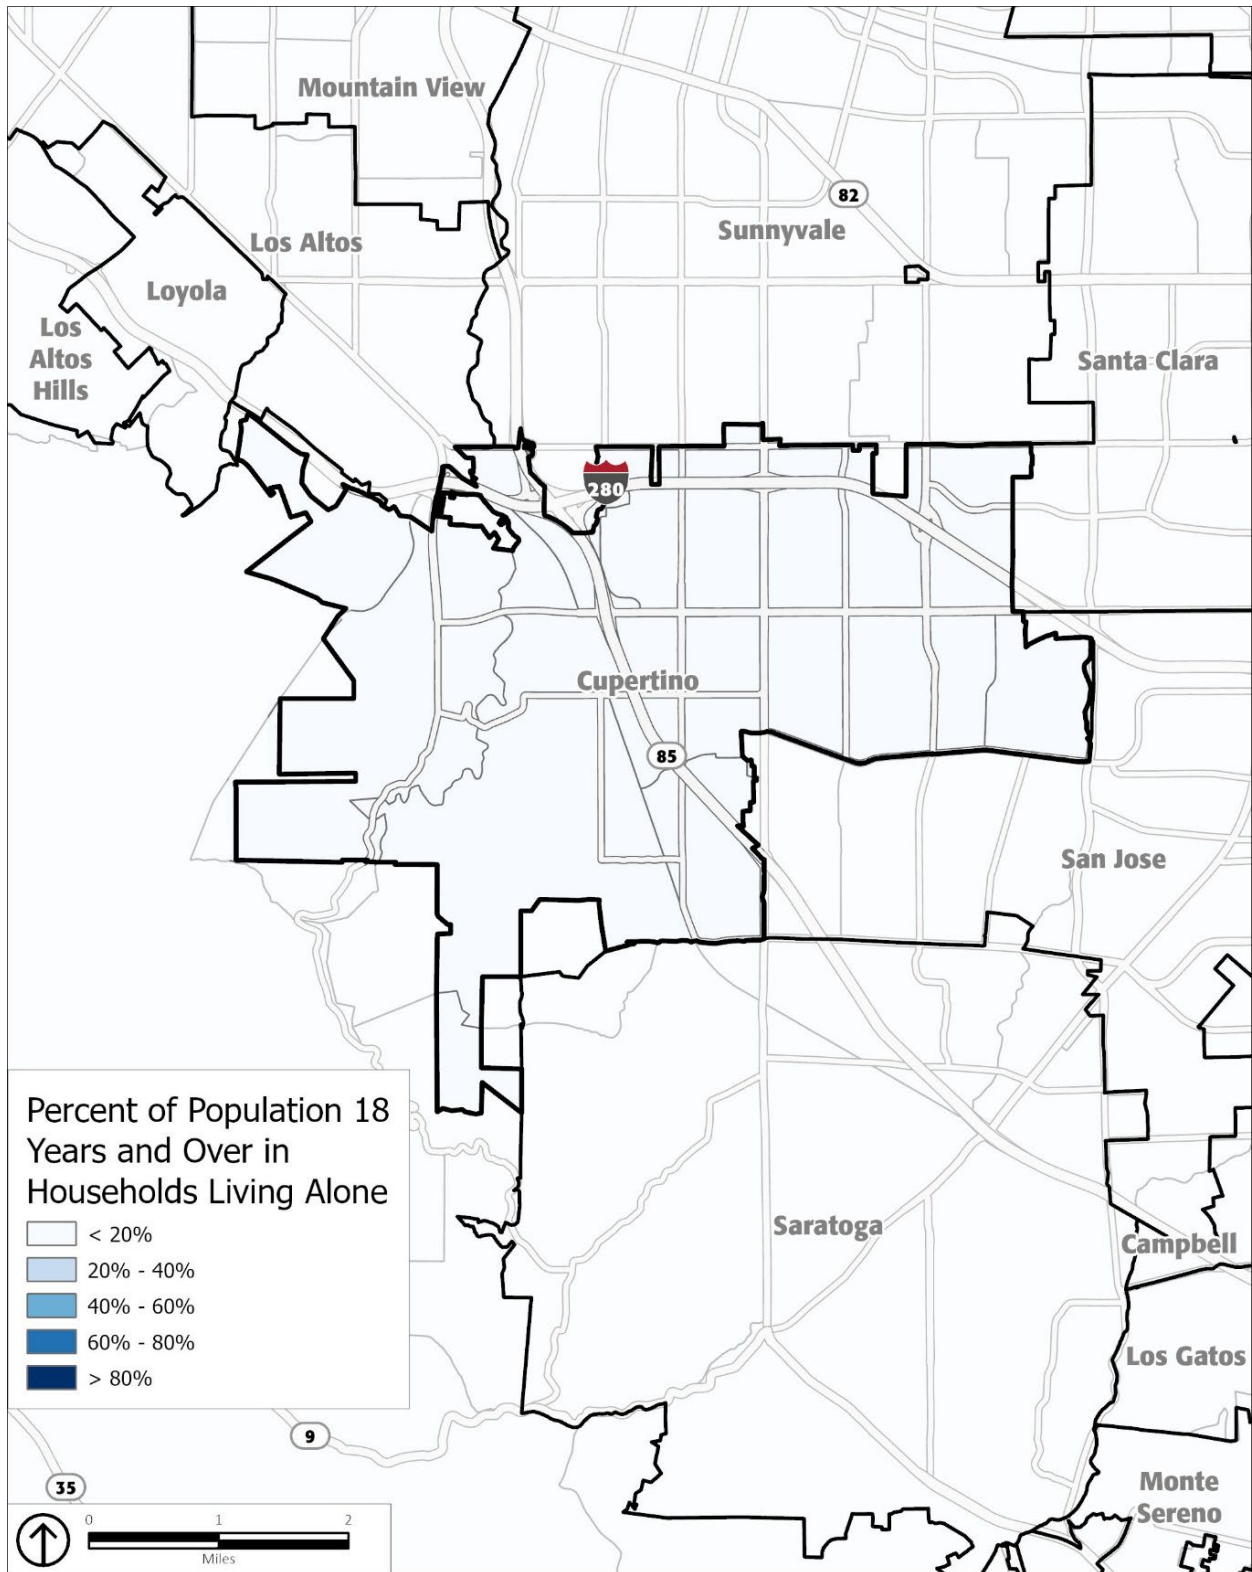 Mountain View
82
Los Altos
Sunnyvale
Loyola
Los
Altos
Hills
Santa Clara
280
Cupertino
85
San Jose
Percent of Population 18
Years and Over in
Households Living Alone
< 20%
20% - 40%
40% - 60%
60% - 80%
> 80%
Saratoga
Campbell
Los Gatos
9
35
Monte
Sereno
0 1 2
Miles